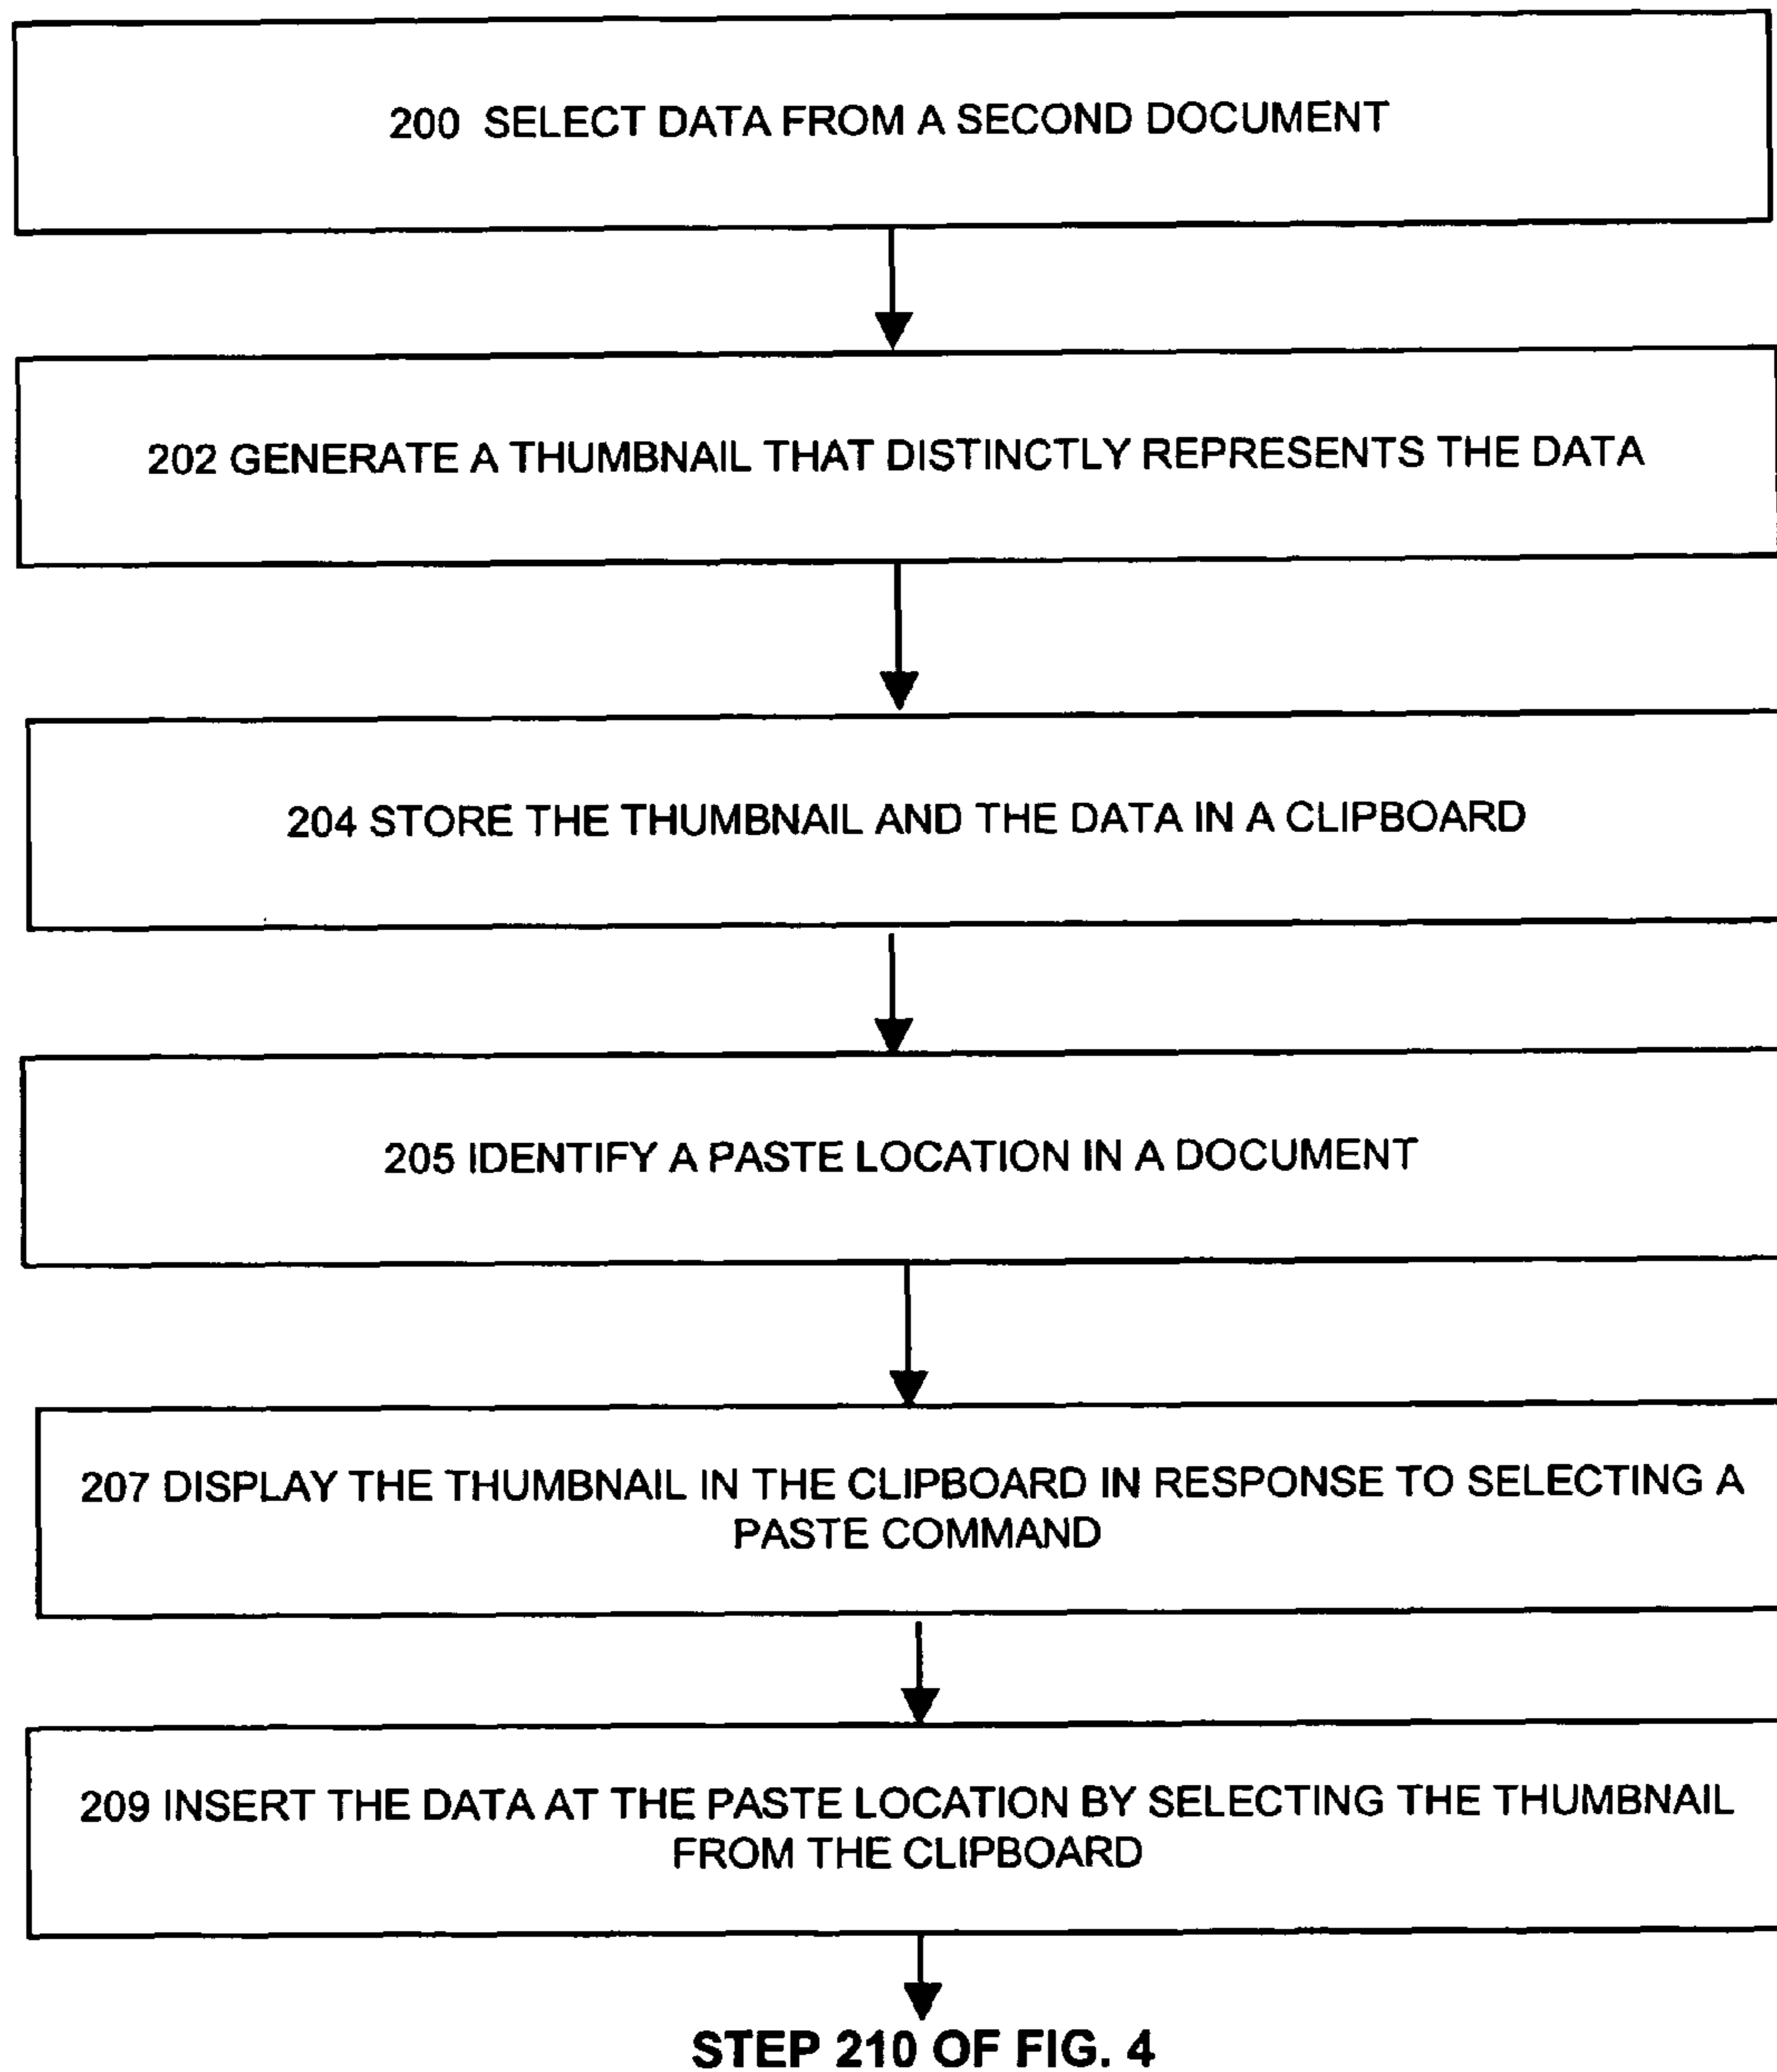 200 SELECT DATA FROM A SECOND DOCUMENT
202 GENERATE A THUMBNAIL THAT DISTINCTLY REPRESENTS THE DATA
204 STORE THE THUMBNAIL AND THE DATA IN A CLIPBOARD
205 IDENTIFY A PASTE LOCATION IN A DOCUMENT
207 DISPLAY THE THUMBNAIL IN THE CLIPBOARD IN RESPONSE TO SELECTING A
PASTE COMMAND
209 INSERT THE DATA AT THE PASTE LOCATION BY SELECTING THE THUMBNAIL
FROM THE CLIPBOARD
STEP 210 OF FIG. 4